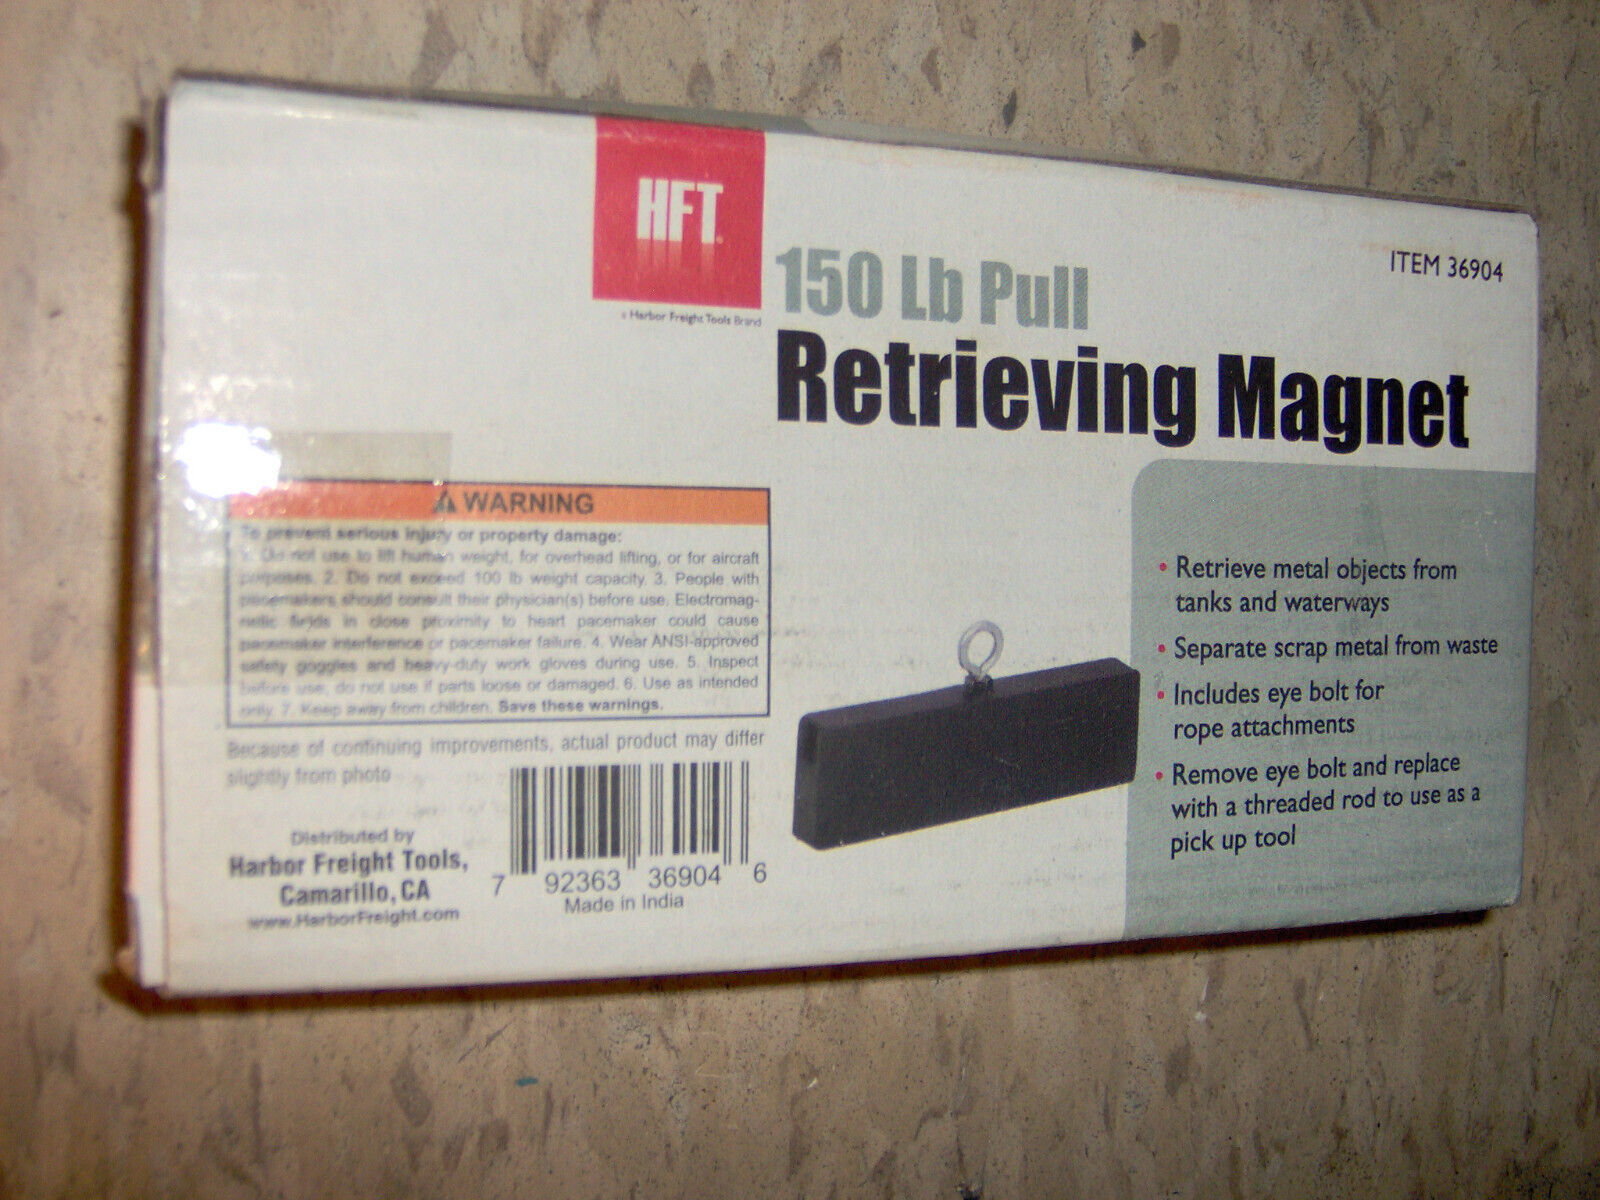 HFT
a Harbor Freight Tools Brand
150 Lb Pull
Retrieving Magnet
ITEM 36904
WARNING
To prevent serious injury or property damage:
1. Do not use to lift human weight, for overhead lifting, or for aircraft
purposes. 2. Do not exceed 100 lb weight capacity. 3. People with
pacemakers should consult their physician(s) before use. Electromag-
netic fields in close proximity to heart pacemaker could cause
pacemaker interference or pacemaker failure. 4. Wear ANSI-approved
safety goggles and heavy-duty work gloves during use. 5. Inspect
before use; do not use if parts loose or damaged. 6. Use as intended
only. 7. Keep away from children. Save these warnings.
Because of continuing improvements, actual product may differ
slightly from photo
Distributed by
Harbor Freight Tools,
Camarillo, CA
www.HarborFreight.com
7 92363 36904 6
Made in India
• Retrieve metal objects from
tanks and waterways
• Separate scrap metal from waste
• Includes eye bolt for
rope attachments
• Remove eye bolt and replace
with a threaded rod to use as a
pick up tool